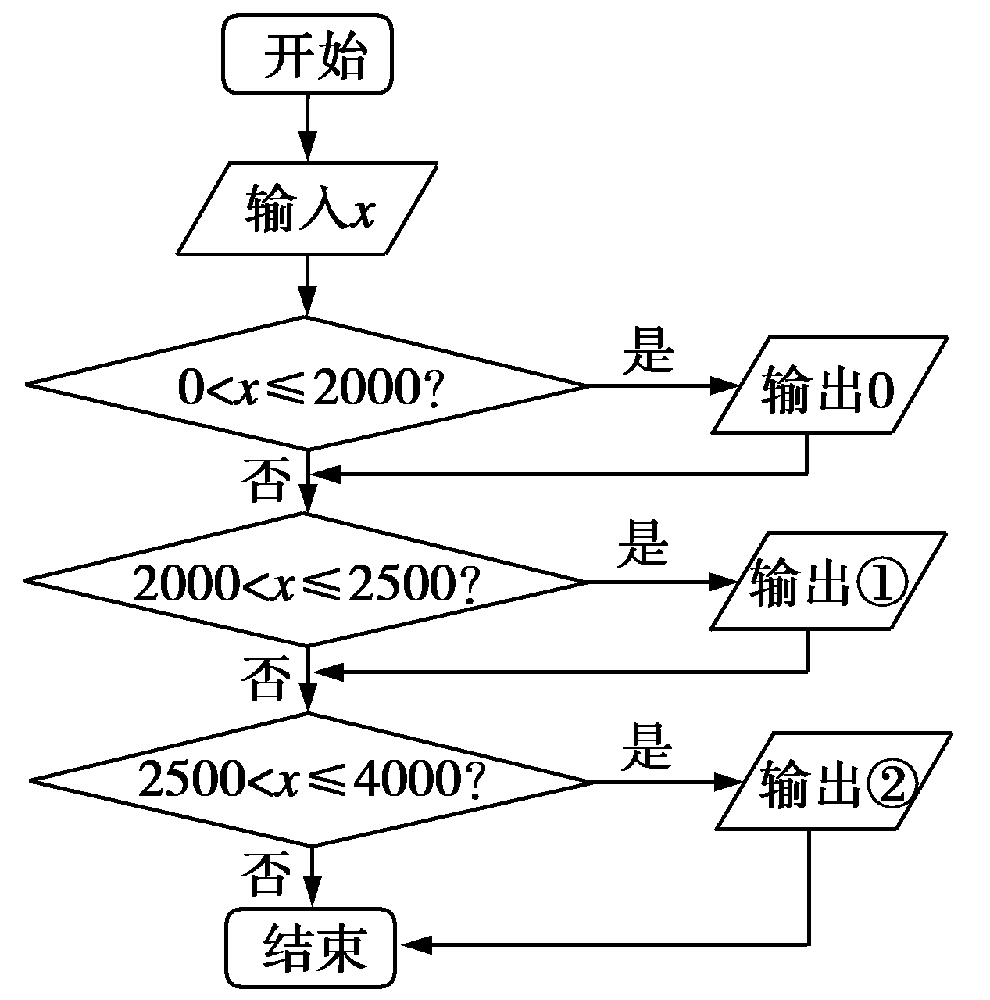 开始
输入x
0<x≤2000?
是
输出0
否
2000<x≤2500?
是
输出①
否
2500<x≤4000?
是
输出②
否
结束